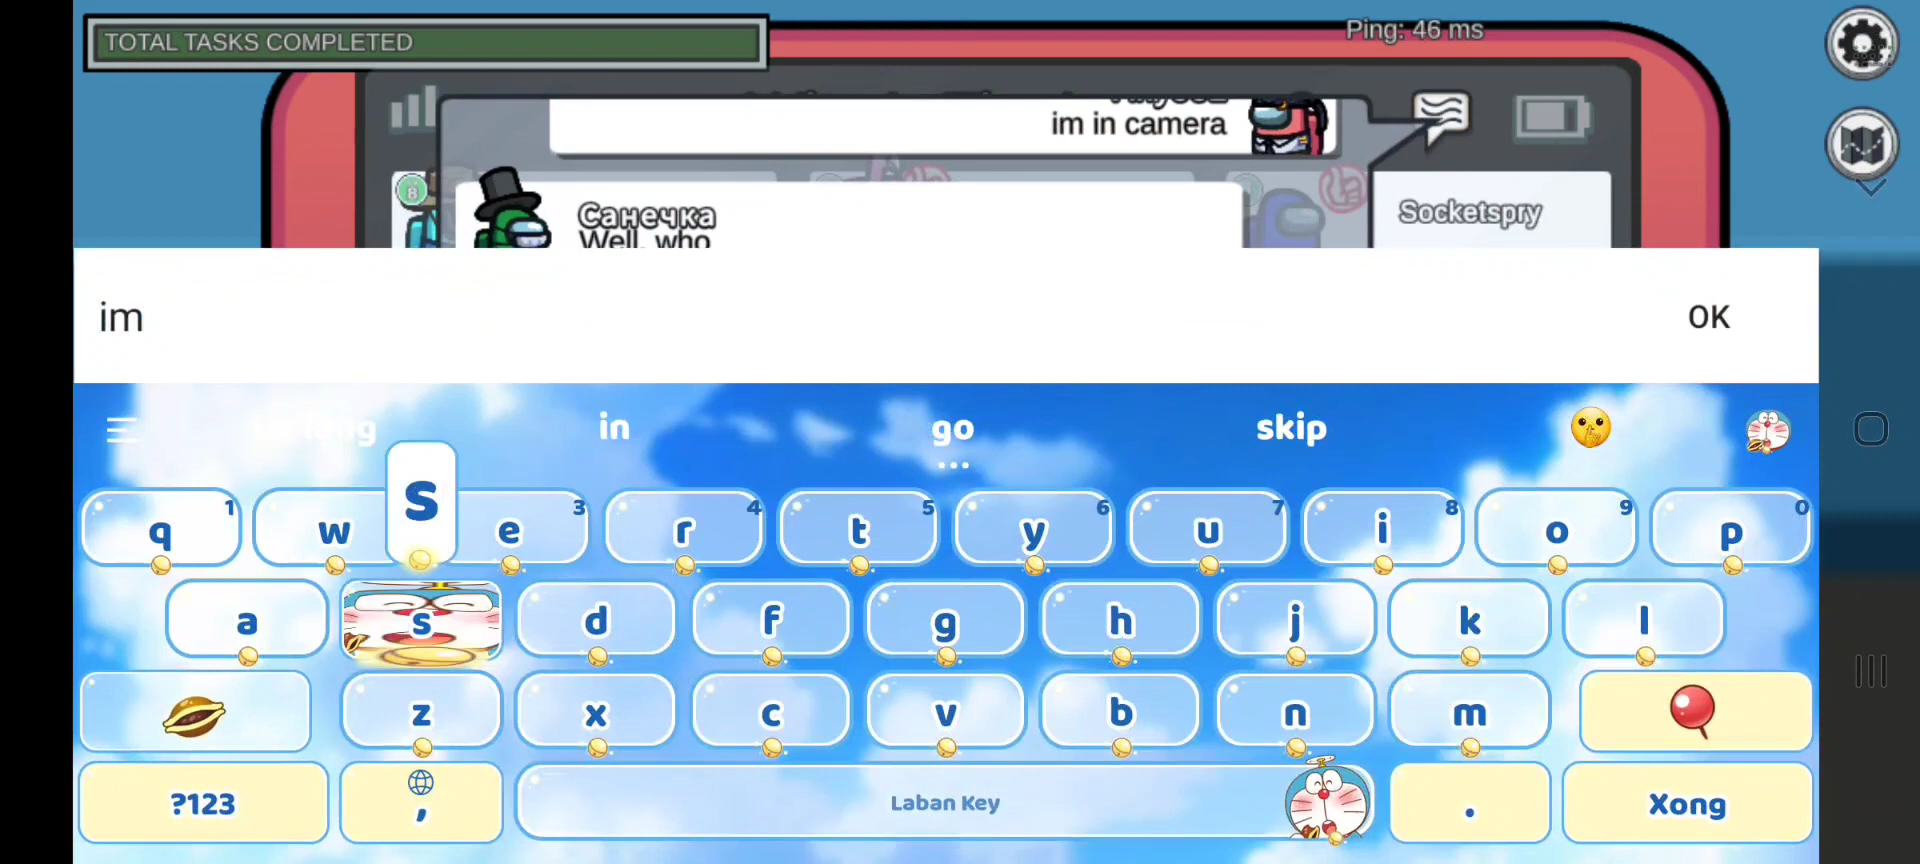 TOTAL TASKS COMPLETED
Ping: 46 ms
im in camera
8
Санечка
Well, who
Socketspry
im
OK
in
go
skip
...
S
q 1
w
e 3
r 4
t 5
y 6
u 7
i 8
o 9
p 0
a
s
d
f
g
h
j
k
l
z
x
c
v
b
n
m
?123
,
Laban Key
.
Xong